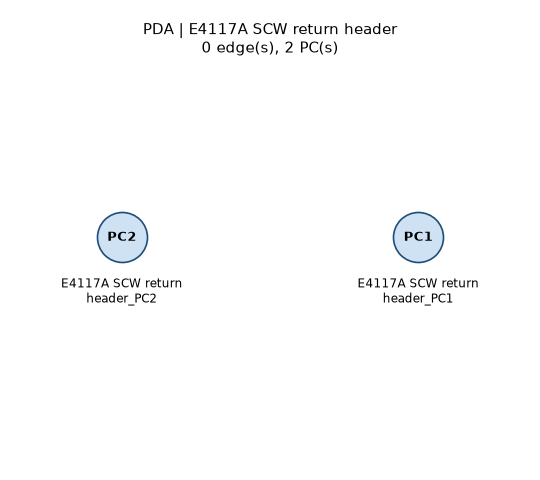 PDA | E4117A SCW return header
0 edge(s), 2 PC(s)
PC2
PC1
E4117A SCW return
header_PC2
E4117A SCW return
header_PC1